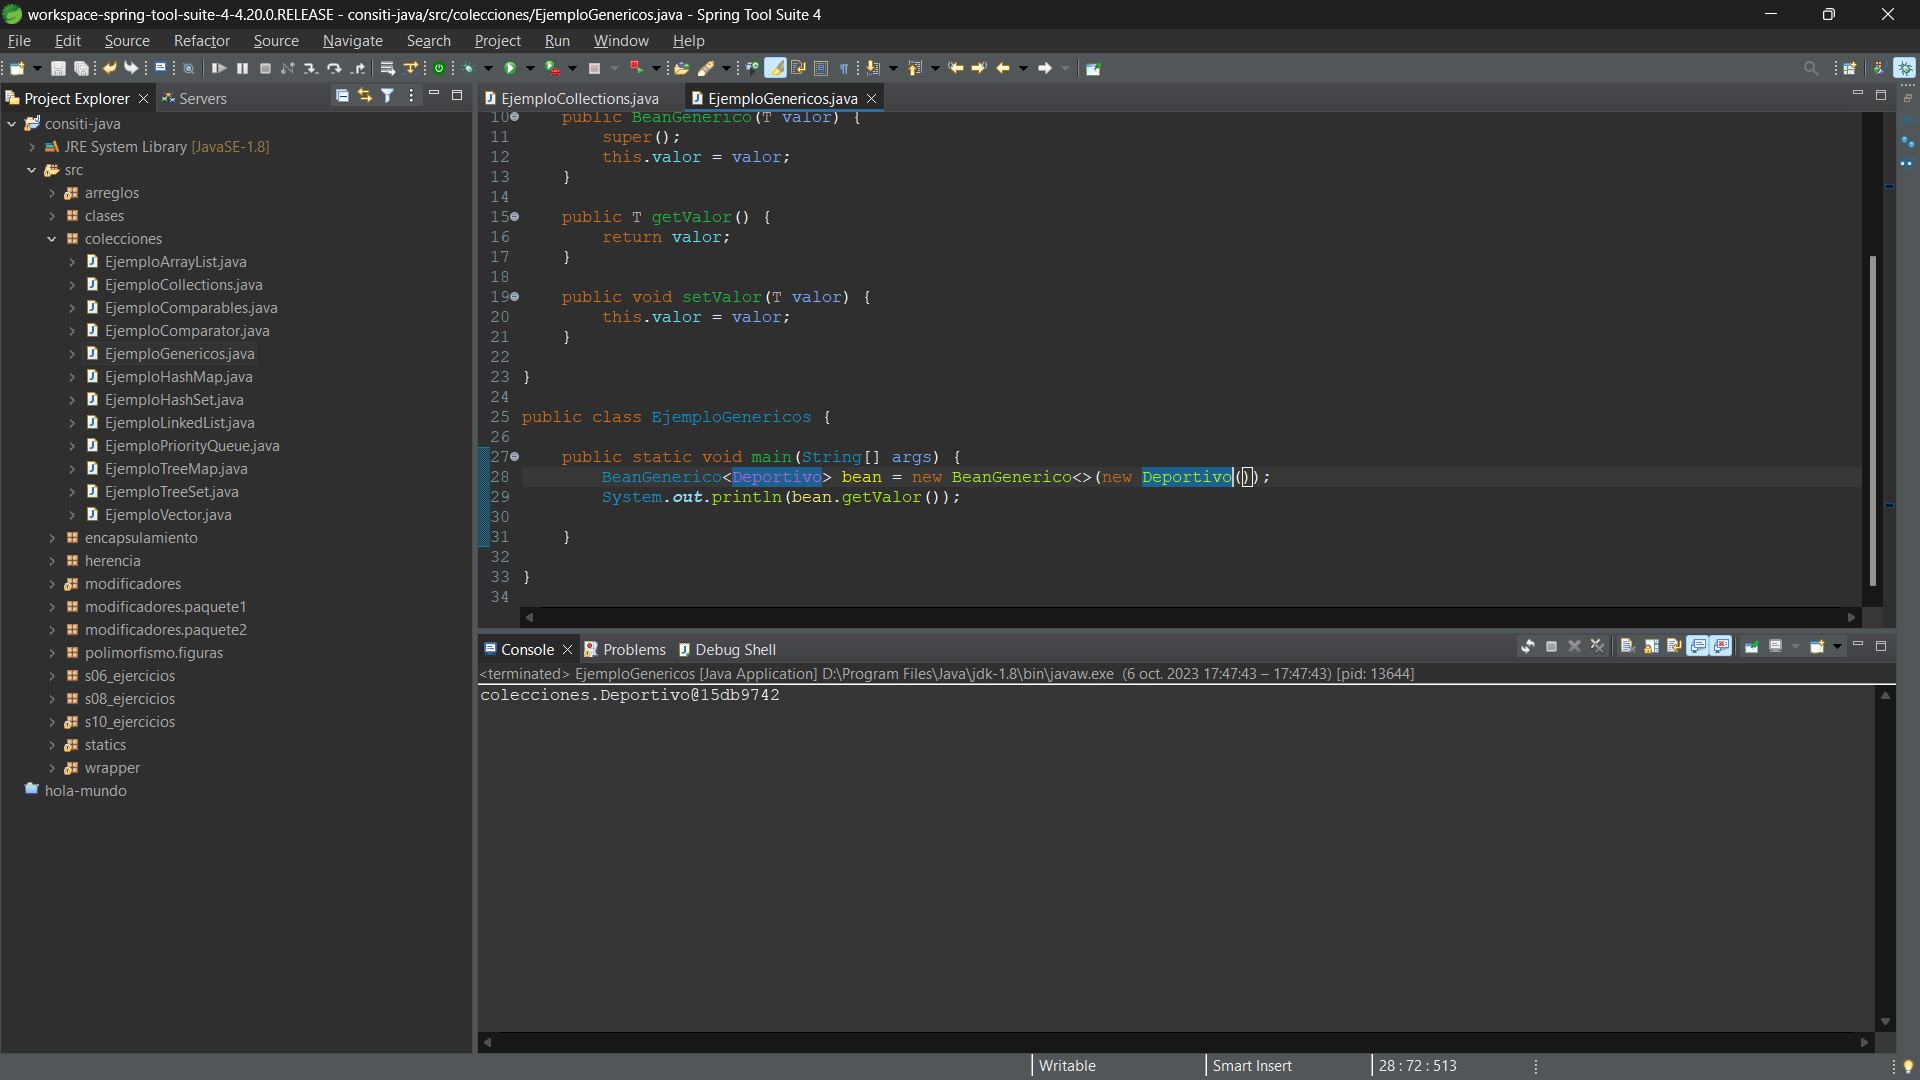 workspace-spring-tool-suite-4-4.20.0.RELEASE - consiti-java/src/colecciones/EjemploGenericos.java - Spring Tool Suite 4
File Edit Source Refactor Source Navigate Search Project Run Window Help
Project Explorer
Servers
consiti-java
JRE System Library [JavaSE-1.8]
src
arreglos
clases
colecciones
EjemploArrayList.java
EjemploCollections.java
EjemploComparables.java
EjemploComparator.java
EjemploGenericos.java
EjemploHashMap.java
EjemploHashSet.java
EjemploLinkedList.java
EjemploPriorityQueue.java
EjemploTreeMap.java
EjemploTreeSet.java
EjemploVector.java
encapsulamiento
herencia
modificadores
modificadores.paquete1
modificadores.paquete2
polimorfismo.figuras
s06_ejercicios
s08_ejercicios
s10_ejercicios
statics
wrapper
hola-mundo
EjemploCollections.java
EjemploGenericos.java
10 public BeanGenerico(T valor) {
11 super();
12 this.valor = valor;
13 }
14
15 public T getValor() {
16 return valor;
17 }
18
19 public void setValor(T valor) {
20 this.valor = valor;
21 }
22
23 }
24
25 public class EjemploGenericos {
26
27 public static void main(String[] args) {
28 BeanGenerico<Deportivo> bean = new BeanGenerico<>(new Deportivo());
29 System.out.println(bean.getValor());
30
31 }
32
33 }
34
Console
Problems
Debug Shell
<terminated> EjemploGenericos [Java Application] D:\Program Files\Java\jdk-1.8\bin\javaw.exe (6 oct. 2023 17:47:43 – 17:47:43) [pid: 13644]
colecciones.Deportivo@15db9742
Writable
Smart Insert
28 : 72 : 513